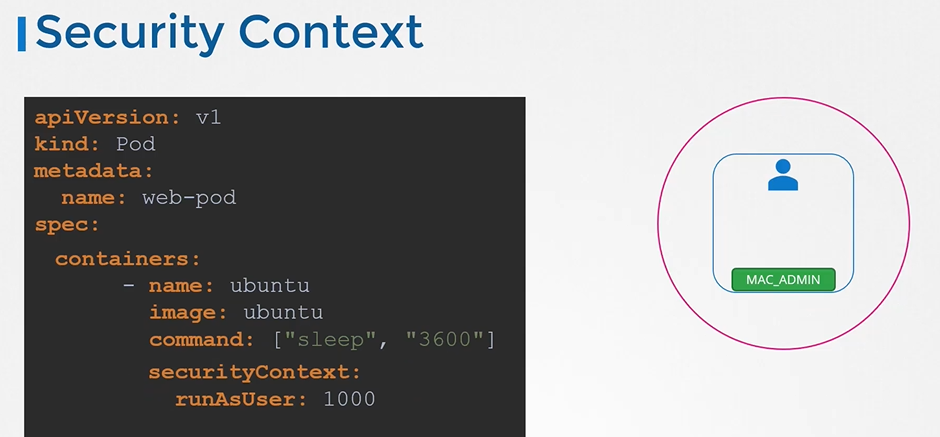 Security Context
apiVersion: v1
kind: Pod
metadata:
  name: web-pod
spec:
  containers:
      - name: ubuntu
        image: ubuntu
        command: ["sleep", "3600"]
        securityContext:
          runAsUser: 1000
MAC_ADMIN